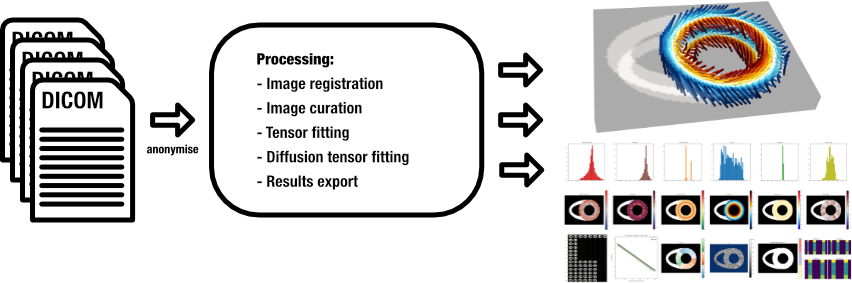 DICOM
DICOM
DICOM
DICOM
anonymise
Processing:
- Image registration
- Image curation
- Tensor fitting
- Diffusion tensor fitting
- Results export